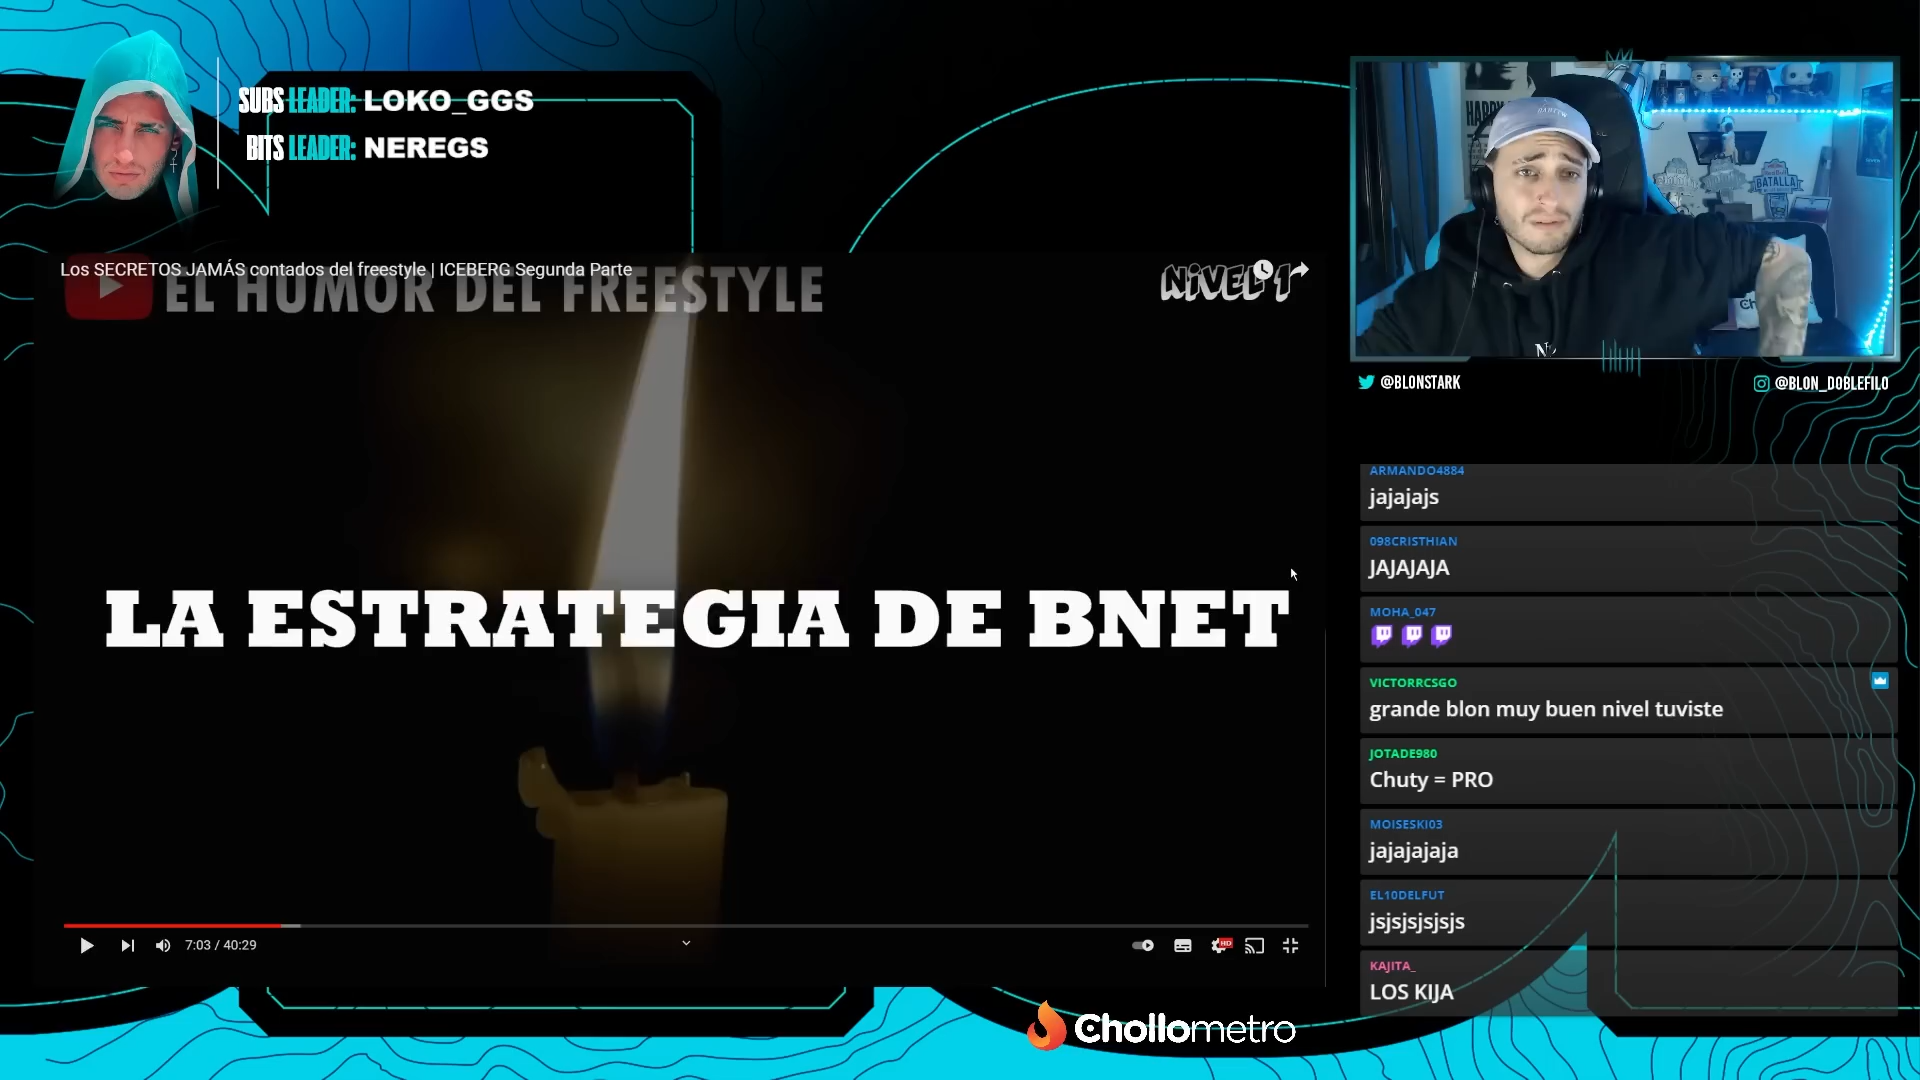 SUBS LEADER: LOKO_GGS
BITS LEADER: NEREGS
Los SECRETOS JAMÁS contados del freestyle | ICEBERG Segunda Parte
EL HUMOR DEL FREESTYLE
NiVEL 1
LA ESTRATEGIA DE BNET
7:03 / 40:29
HD
Chollometro
BATALLA
@BLONSTARK
@BLON_DOBLEFILO
ARMANDO4884
jajajajs
098CRISTHIAN
JAJAJAJA
MOHA_047
VICTORRCSGO
grande blon muy buen nivel tuviste
JOTADE980
Chuty = PRO
MOISESKI03
jajajajaja
EL10DELFUT
jsjsjsjsjsjs
KAJITA_
LOS KIJA